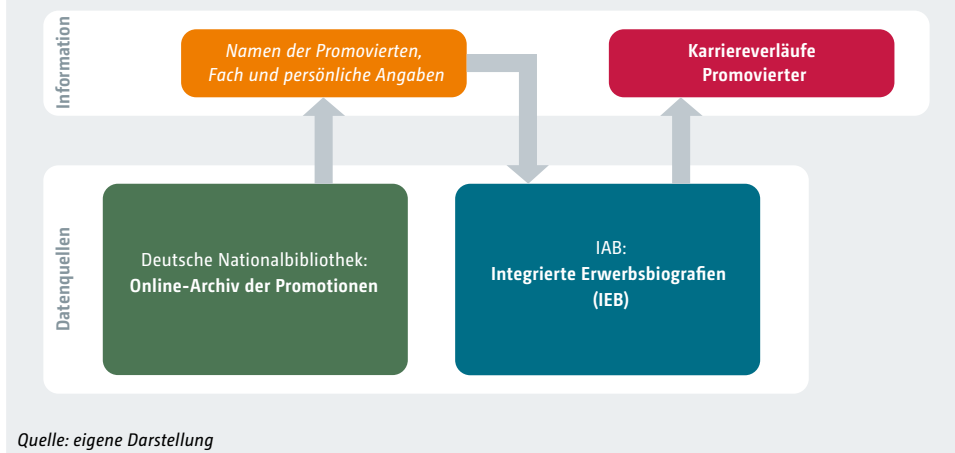 Information
Namen der Promovierten,
Fach und persönliche Angaben
Karriereverläufe
Promovierter
Datenquellen
Deutsche Nationalbibliothek:
Online-Archiv der Promotionen
IAB:
Integrierte Erwerbsbiografien
(IEB)
Quelle: eigene Darstellung